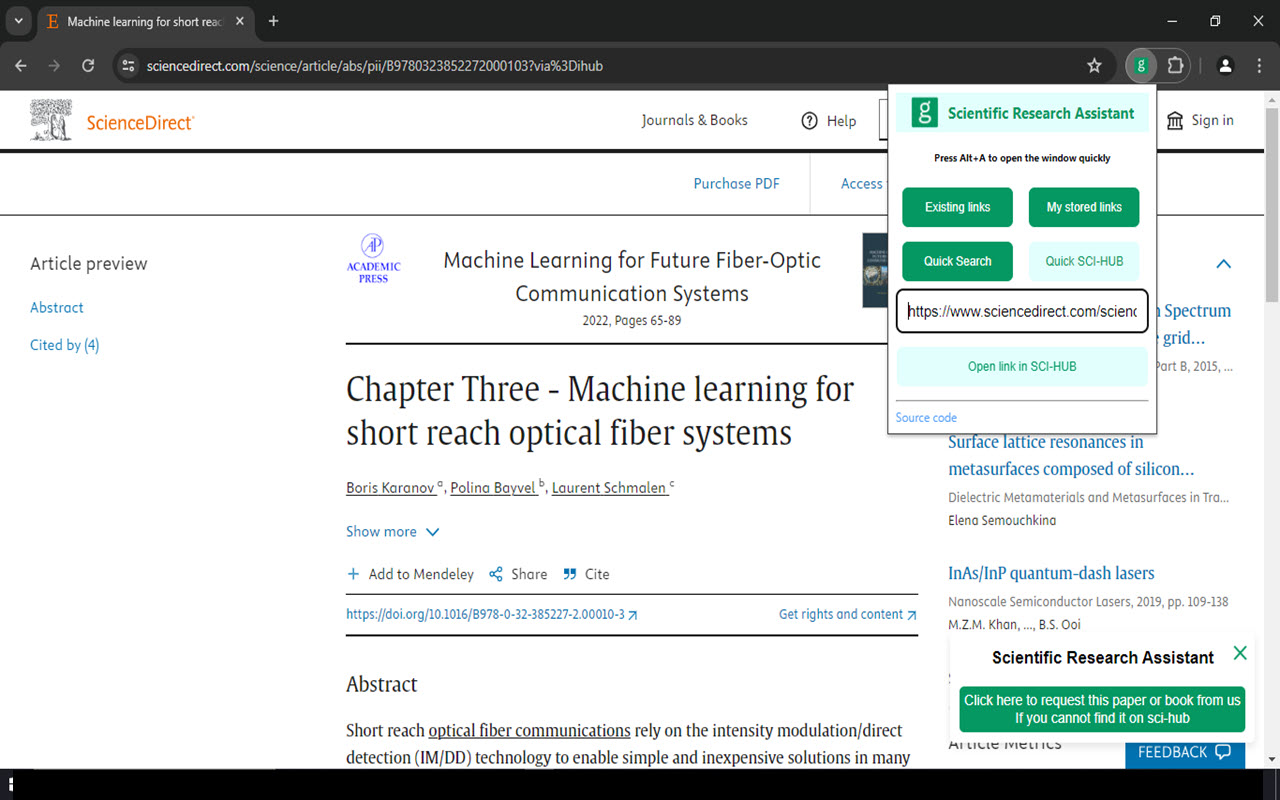 Machine learning for short reac
sciencedirect.com/science/article/abs/pii/B9780323852272000103?via%3Dihub
ScienceDirect
Journals & Books
Help
Sign in
Purchase PDF
Access
Article preview
Abstract
Cited by (4)
AP
ACADEMIC
PRESS
Machine Learning for Future Fiber-Optic
Communication Systems
2022, Pages 65-89
Chapter Three - Machine learning for
short reach optical fiber systems
Boris Karanov a, Polina Bayvel b, Laurent Schmalen c
Show more
Add to Mendeley
Share
Cite
https://doi.org/10.1016/B978-0-32-385227-2.00010-3
Get rights and content
Abstract
Short reach optical fiber communications rely on the intensity modulation/direct
detection (IM/DD) technology to enable simple and inexpensive solutions in many
g Scientific Research Assistant
Press Alt+A to open the window quickly
Existing links
My stored links
Quick Search
Quick SCI-HUB
https://www.sciencedirect.com/scienc
Open link in SCI-HUB
Source code
Spectrum
grid...
Part B, 2015, ...
Surface lattice resonances in
metasurfaces composed of silicon...
Dielectric Metamaterials and Metasurfaces in Tra...
Elena Semouchkina
InAs/InP quantum-dash lasers
Nanoscale Semiconductor Lasers, 2019, pp. 109-138
M.Z.M. Khan, ..., B.S. Ooi
Scientific Research Assistant
Click here to request this paper or book from us
If you cannot find it on sci-hub
Article Metrics
FEEDBACK